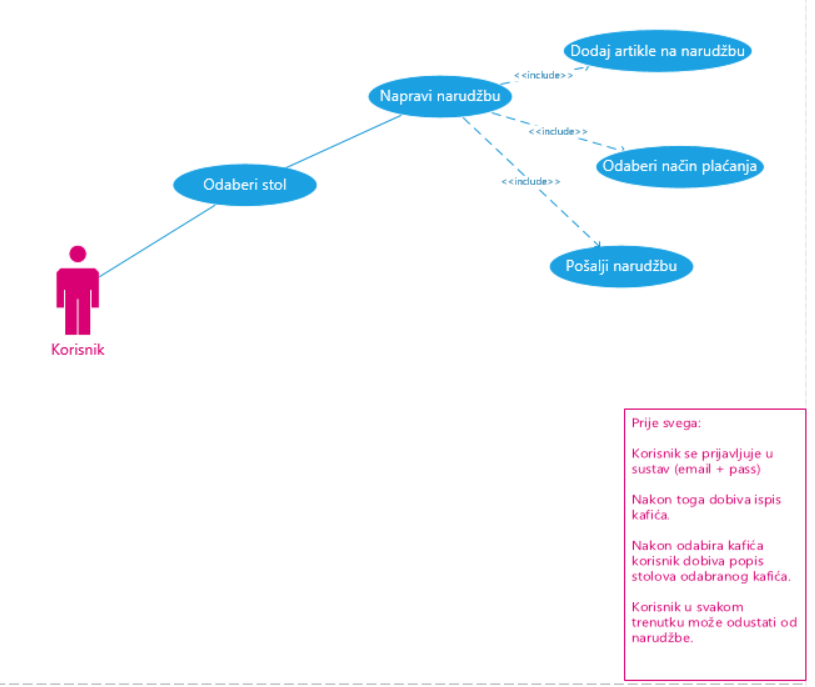 Dodaj artikle na narudžbu
<<include>>
Napravi narudžbu
<<include>>
Odaberi način plaćanja
<<include>>
Odaberi stol
Pošalji narudžbu
Korisnik
Prije svega:
Korisnik se prijavljuje u
sustav (email + pass)
Nakon toga dobiva ispis
kafića.
Nakon odabira kafića
korisnik dobiva popis
stolova odabranog kafića.
Korisnik u svakom
trenutku može odustati od
narudžbe.